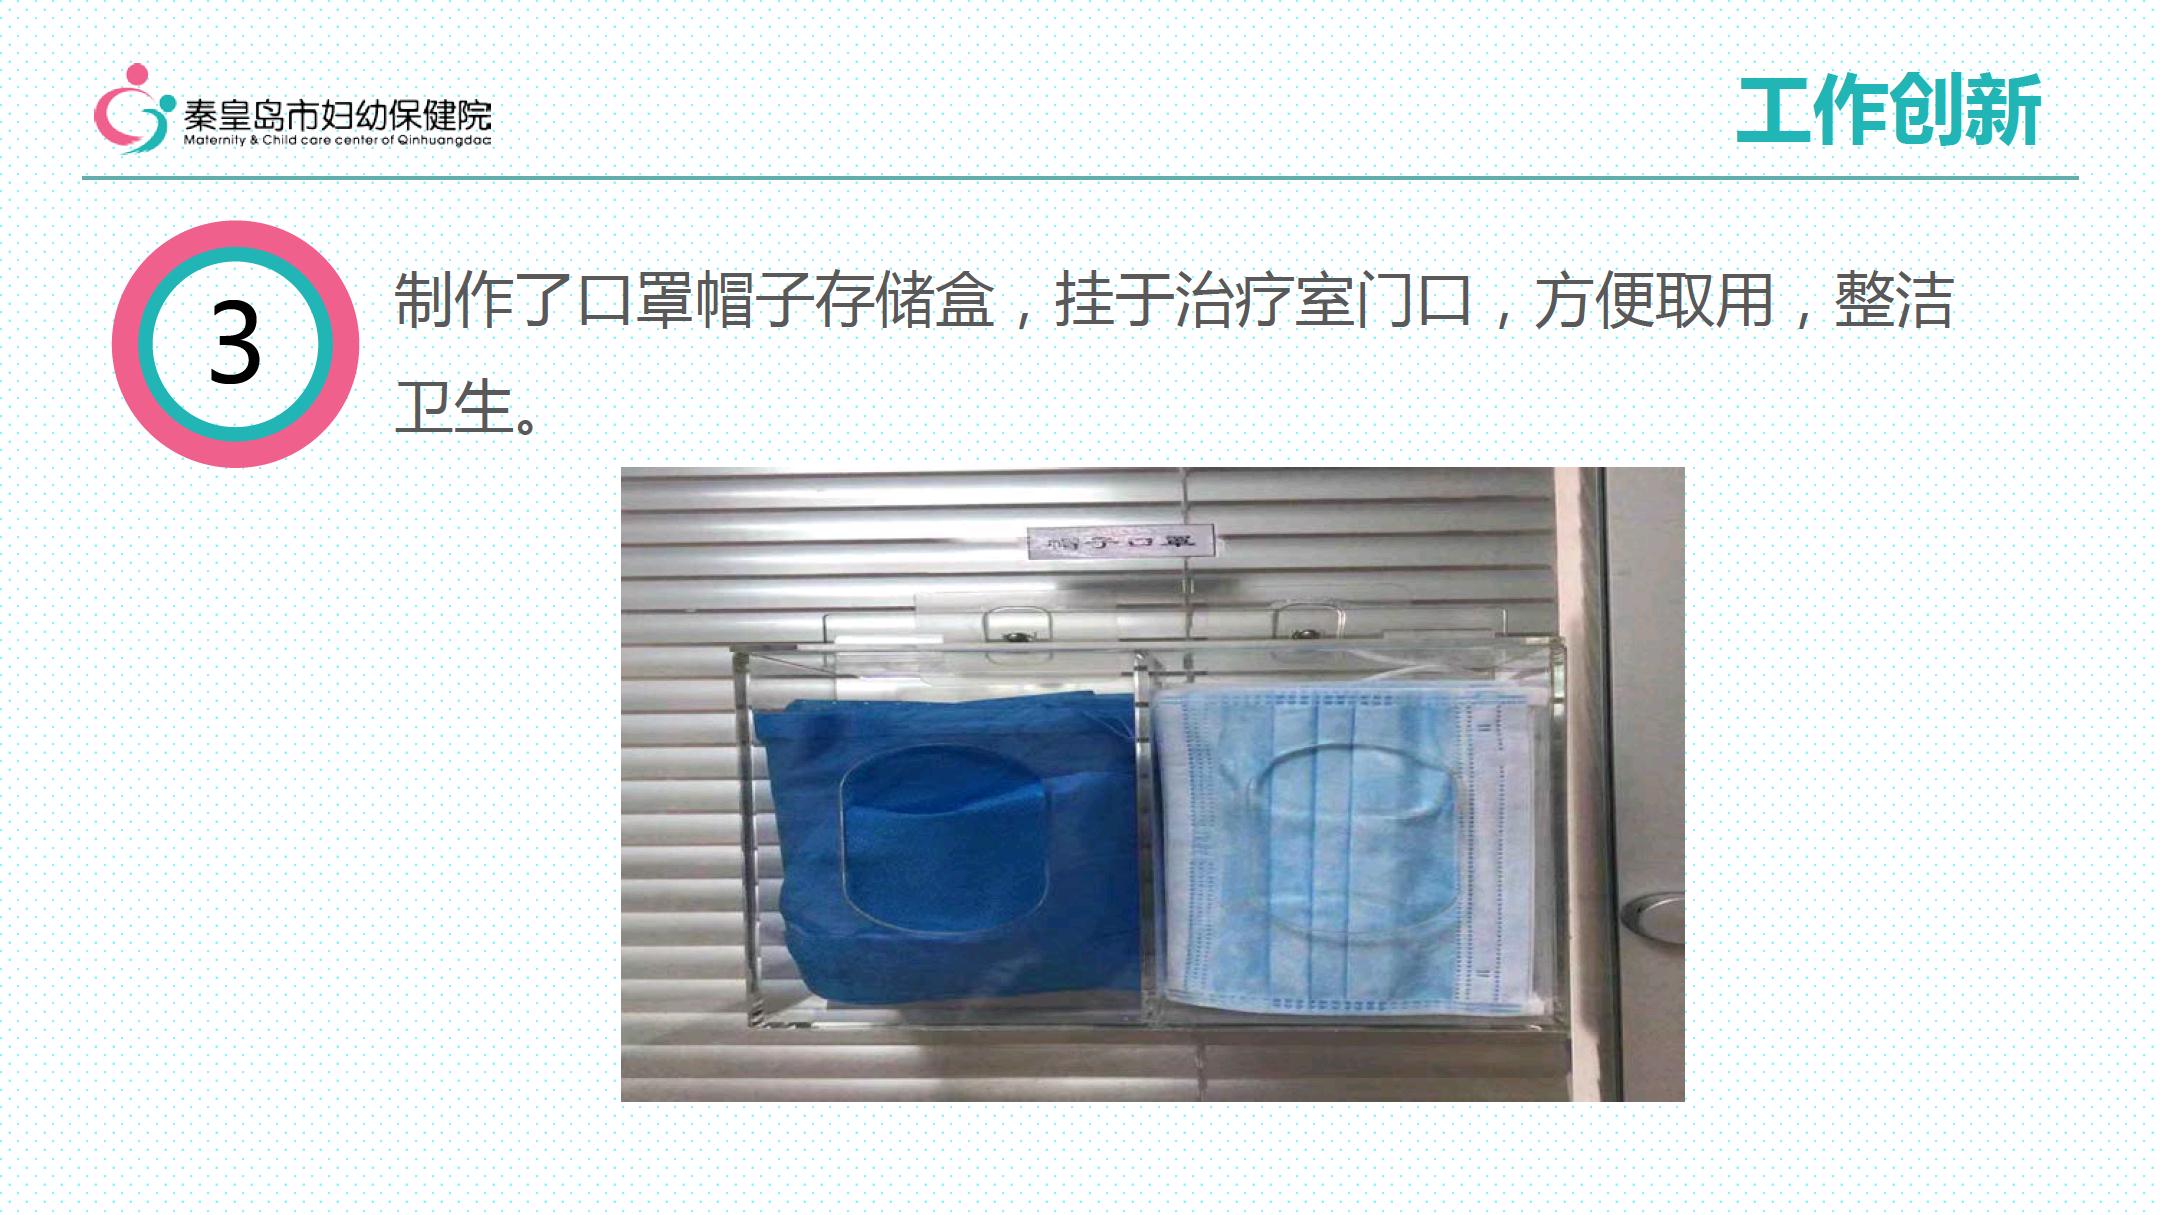 秦皇岛市妇幼保健院
Maternity & Child care center of Qinhuangdao
工作创新
3
制作了口罩帽子存储盒，挂于治疗室门口，方便取用，整洁
卫生。
帽子口罩